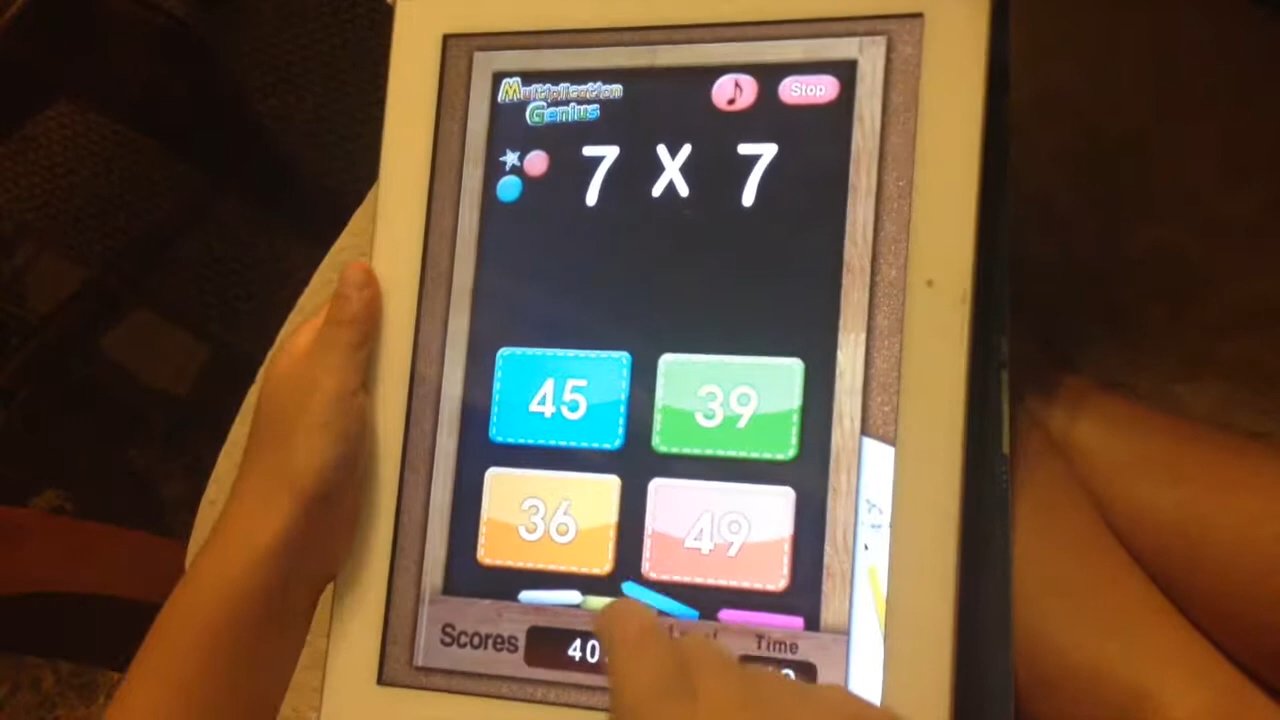 Multiplication
Genius
Stop
7 X 7
45
39
36
49
Scores
Time
40